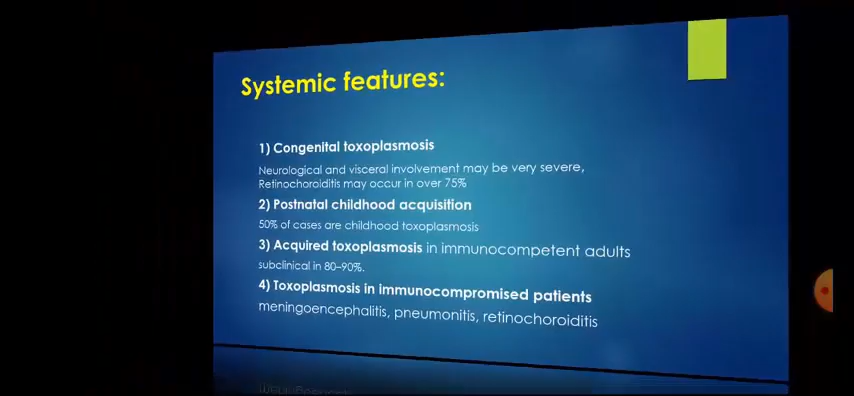 Systemic features:
1) Congenital toxoplasmosis
Neurological and visceral involvement may be very severe,
Retinochoroiditis may occur in over 75%
2) Postnatal childhood acquisition
50% of cases are childhood toxoplasmosis
3) Acquired toxoplasmosis in immunocompetent adults
subclinical in 80–90%.
4) Toxoplasmosis in immunocompromised patients
meningoencephalitis, pneumonitis, retinochoroiditis